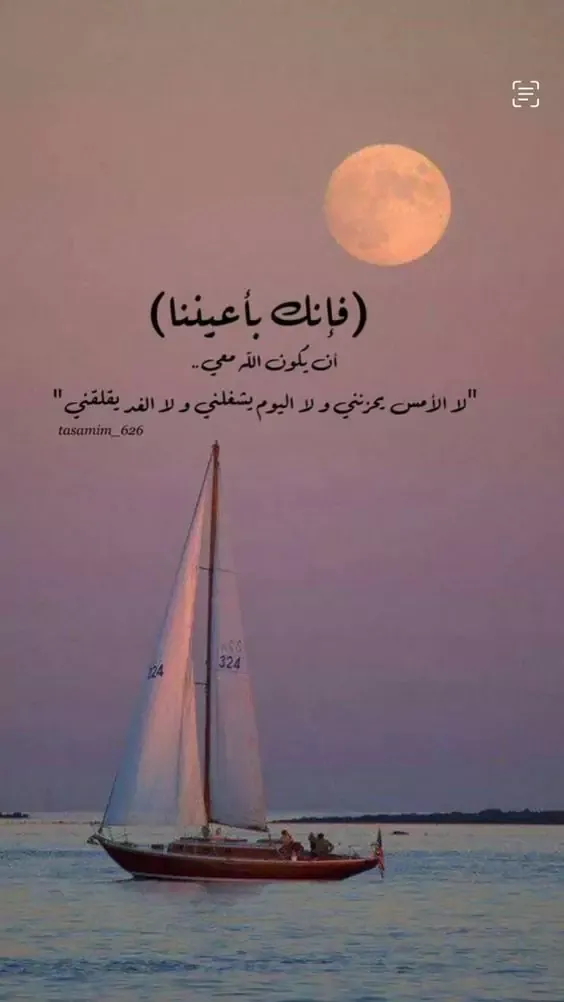 (فإنك بأعيننا)
أن يكون الله معي..
"لا الأمس يحزنني و لا اليوم يشغلني و لا الغد يقلقني"
tasamim_626
324
324